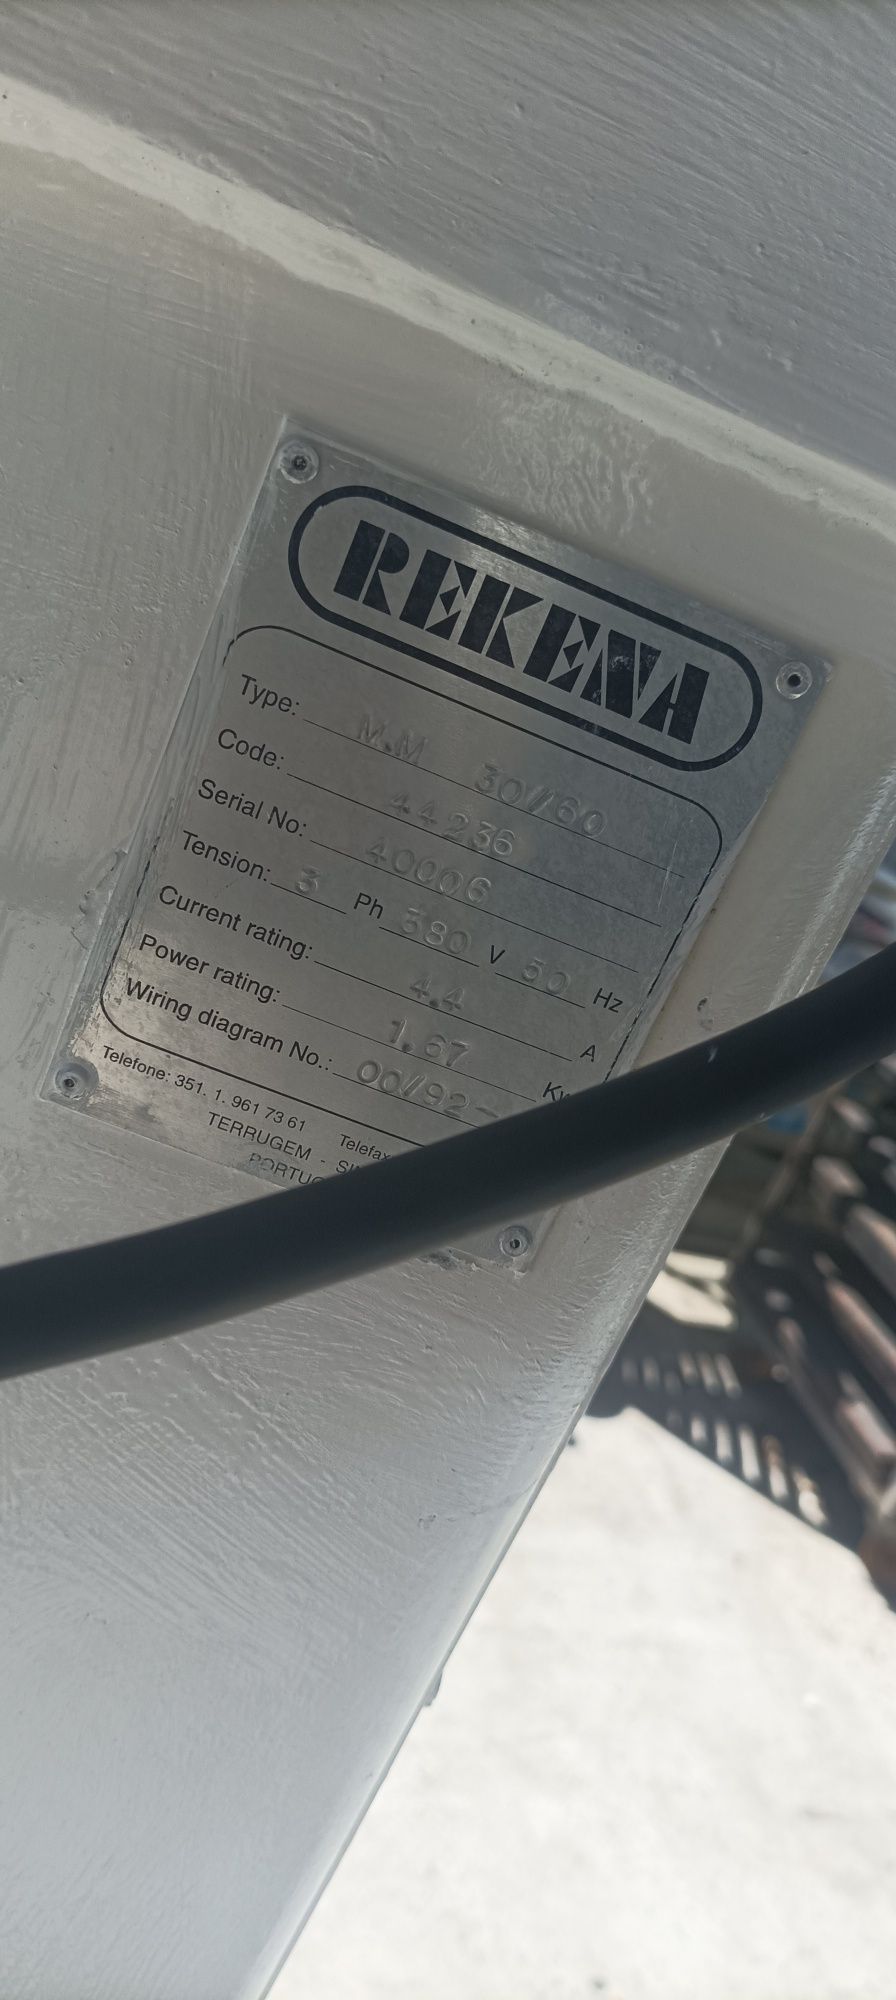 REKENA
Type: M.M 30//60
Code: 44236
Serial No: 40006
Tension: 3 Ph 380 V 50 Hz
Current rating: 4.4 A
Power rating: 1.67
Wiring diagram No.: 00//92-
Telefone: 351. 1. 961 73 61 Telefax
TERRUGEM -